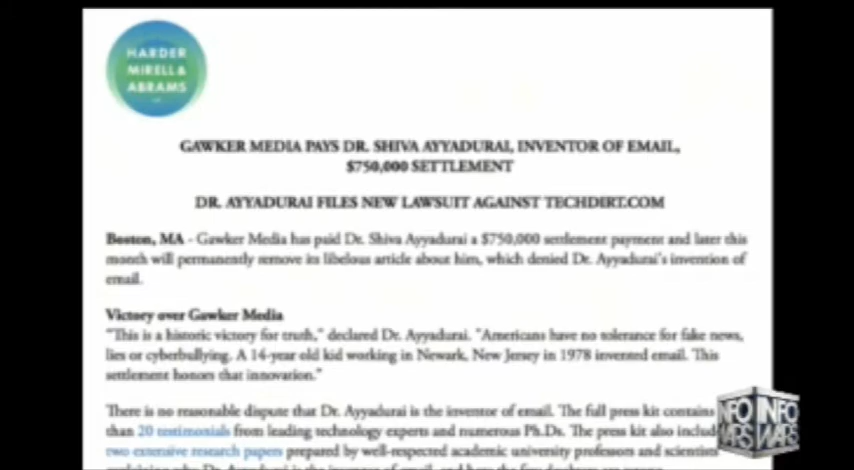 HARDER
MIRELL&
ABRAMS
GAWKER MEDIA PAYS DR. SHIVA AYYADURAI, INVENTOR OF EMAIL,
$750,000 SETTLEMENT
DR. AYYADURAI FILES NEW LAWSUIT AGAINST TECHDIRT.COM
Boston, MA - Gawker Media has paid Dr. Shiva Ayyadurai a $750,000 settlement payment and later this
month will permanently remove its libelous article about him, which denied Dr. Ayyadurai's invention of
email.
Victory over Gawker Media
"This is a historic victory for truth," declared Dr. Ayyadurai. "Americans have no tolerance for fake news,
lies or cyberbullying. A 14-year old kid working in Newark, New Jersey in 1978 invented email. This
settlement honors that innovation."
There is no reasonable dispute that Dr. Ayyadurai is the inventor of email. The full press kit contains
than 20 testimonials from leading technology experts and numerous Ph.Ds. The press kit also includ
two extensive research papers prepared by well-respected academic university professors and scientist
INFO INFO
WARS WARS